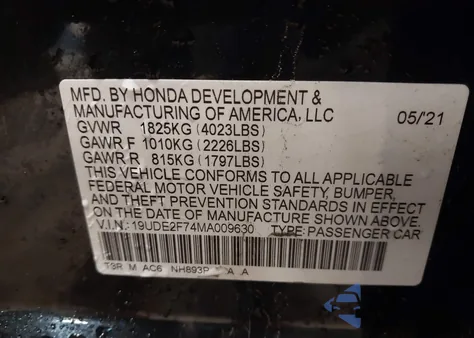 MFD. BY HONDA DEVELOPMENT &
MANUFACTURING OF AMERICA, LLC
05/21
GVWR 1825KG (4023LBS)
GAWR F 1010KG (2226LBS)
GAWR R 815KG (1797LBS)
THIS VEHICLE CONFORMS TO ALL APPLICABLE
FEDERAL MOTOR VEHICLE SAFETY, BUMPER,
AND THEFT PREVENTION STANDARDS IN EFFECT
ON THE DATE OF MANUFACTURE SHOWN ABOVE.
V.I.N.: 19UDE2F74MA009630 TYPE: PASSENGER CAR
T3R M AC6 NH893P A A